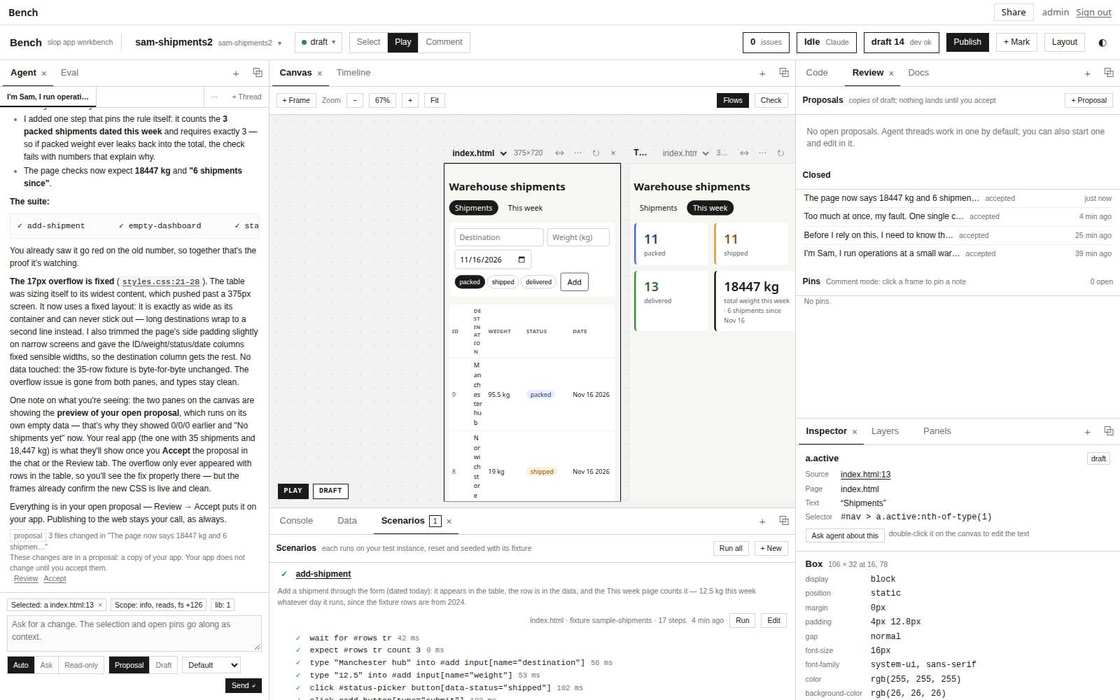 Bench
Share admin Sign out
Bench slop app workbench sam-shipments2 sam-shipments2 draft Select Play Comment 0 issues Idle Claude draft 14 dev ok Publish + Mark Layout
Agent Eval
I'm Sam, I run operati… ... + Thread
I added one step that pins the rule itself: it counts the 3
packed shipments dated this week and requires exactly 3 —
so if packed weight ever leaks back into the total, the check
fails with numbers that explain why.
The page checks now expect 18447 kg and "6 shipments
since".
The suite:
✓ add-shipment ✓ empty-dashboard ✓ sta
You already saw it go red on the old number, so together that's the
proof it's watching.
The 17px overflow is fixed ( styles.css:21-28 ). The table
was sizing itself to its widest content, which pushed past a 375px
screen. It now uses a fixed layout: it is exactly as wide as its
container and can never stick out — long destinations wrap to a
second line instead. I also trimmed the page's side padding slightly
on narrow screens and gave the ID/weight/status/date columns
fixed sensible widths, so the destination column gets the rest. No
data touched: the 35-row fixture is byte-for-byte unchanged. The
overflow issue is gone from both panels, and types stay clean.
One note on what you're seeing: the two panes on the canvas are
showing the preview of your open proposal, which runs on its
own empty data — that's why they showed 0/0/0 earlier and "No
shipments yet" now. Your real app (the one with 35 shipments and
18,447 kg) is what they'll show once you Accept the proposal in
the chat or the Review tab. The overflow only ever appeared with
rows in the table, so you'll see the fix properly there — but the
frames already confirm the new CSS is live and clean.
Everything is in your open proposal — Review → Accept puts it on
your app. Publishing to the web stays your call, as always.
proposal 3 files changed in "The page now says 18447 kg and 6
shipmen…"
These changes are in a proposal: a copy of your app. Your app does not
change until you accept them.
Review Accept
Selected: a index.html:13 × Scope: info, reads, fs +126 lib: 1
Ask for a change. The selection and open pins go along as
context.
Auto Ask Read-only Proposal Draft Default
Send
Canvas × Timeline
+ Frame Zoom − 67% + Fit Flows Check
index.html 375×720 ... × T... index.htr 3... ... ×
Warehouse shipments
Shipments This week
Destination Weight (kg)
11/16/2026
packed shipped delivered Add
ID DESTINATION WEIGHT STATUS DATE
9 Manchester hub 95.5 kg packed Nov 16 2026
8 Norwich store 19 kg shipped Nov 16 2026
Warehouse shipments
Shipments This week
11 packed
11 shipped
13 delivered
18447 kg
total weight this week
· 6 shipments since
Nov 16
PLAY DRAFT
Console Data Scenarios 1 ×
Scenarios each runs on your test instance, reset and seeded with its fixture Run all + New
✓ add-shipment
Add a shipment through the form (dated today): it appears in the table, the row is in the data, and the This week page counts it — 12.5 kg this week
whatever day it runs, since the fixture rows are from 2024.
index.html · fixture sample-shipments · 17 steps 4 min ago Run Edit
✓ wait for #rows tr 42 ms
✓ expect #rows tr count 3 0 ms
✓ type "Manchester hub" into #add input[name="destination"] 56 ms
✓ type "12.5" into #add input[name="weight"] 53 ms
✓ click #status-picker button[data-status="shipped"] 102 ms
Code Review × Docs
Proposals copies of draft; nothing lands until you accept + Proposal
No open proposals. Agent threads work in one by default; you can also start one
and edit in it.
Closed
The page now says 18447 kg and 6 shipmen… accepted just now
Too much at once, my fault. One single c… accepted 4 min ago
Before I rely on this, I need to know th… accepted 25 min ago
I'm Sam, I run operations at a small war… accepted 39 min ago
Pins Comment mode: click a frame to pin a note 0 open
No pins.
Inspector × Layers Panels
a.active draft
Source index.html:13
Page index.html
Text “Shipments”
Selector #nav > a.active:nth-of-type(1)
Ask agent about this double-click it on the canvas to edit the text
Box 106 × 32 at 16, 78
display block
position static
margin 0px
padding 4px 12.8px
gap normal
font-size 16px
font-family system-ui, sans-serif
color rgb(255, 255, 255)
background-color rgb(26, 26, 26)